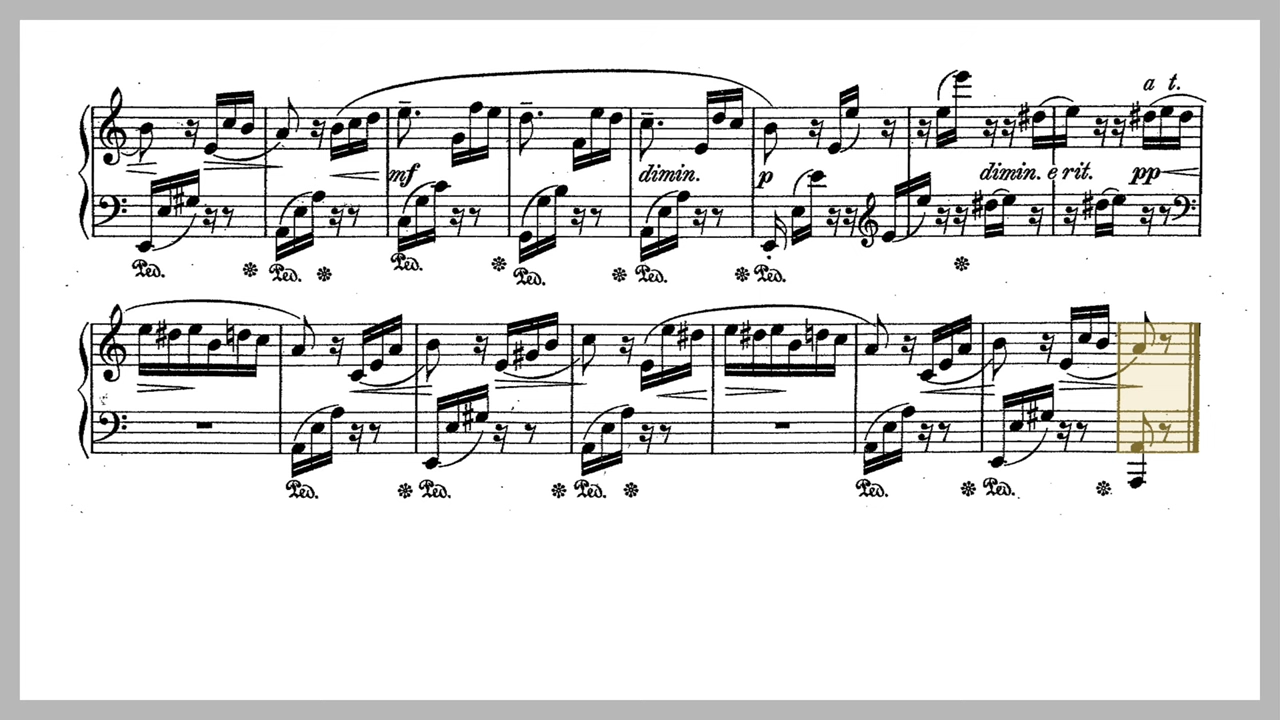 a t.
mf dimin. p dimin. e rit. pp
Ped. Ped. Ped. Ped. Ped. Ped.
Ped. Ped. Ped. Ped. Ped.